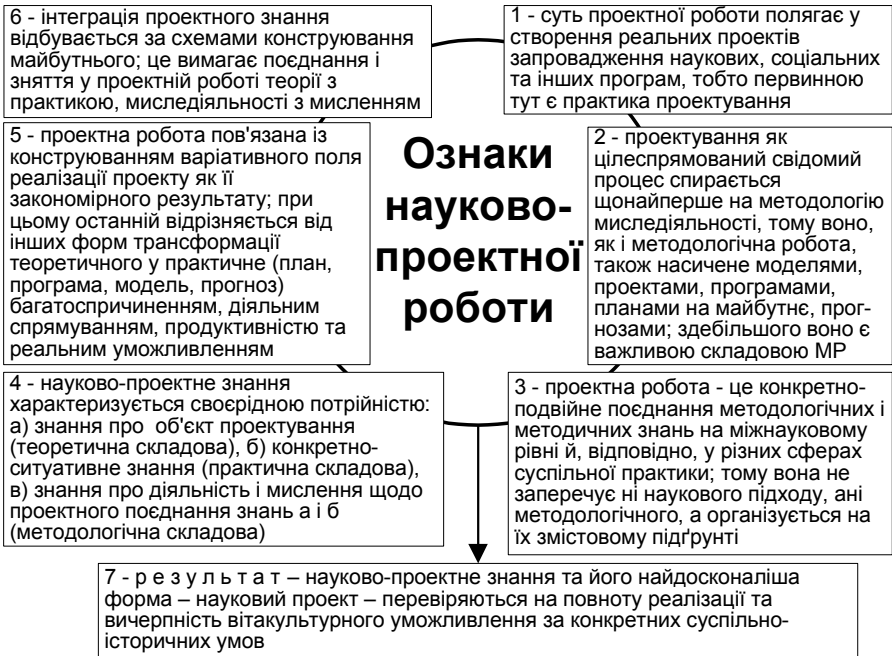 6 - інтеграція проектного знання
відбувається за схемами конструювання
майбутнього; це вимагає поєднання і
зняття у проектній роботі теорії з
практикою, миследіяльності з мисленням
1 - суть проектної роботи полягає у
створення реальних проектів
запровадження наукових, соціальних
та інших програм, тобто первинною
тут є практика проектування
5 - проектна робота пов'язана із
конструюванням варіативного поля
реалізації проекту як її
закономірного результату; при
цьому останній відрізняється від
інших форм трансформації
теоретичного у практичне (план,
програма, модель, прогноз)
багатоспричиненням, діяльним
спрямуванням, продуктивністю та
реальним уможливленням
Ознаки
науково-
проектної
роботи
2 - проектування як
цілеспрямований свідомий
процес спирається
щонайперше на методологію
миследіяльності, тому воно,
як і методологічна робота,
також насичене моделями,
проектами, програмами,
планами на майбутнє, прог-
нозами; здебільшого воно є
важливою складовою МР
4 - науково-проектне знання
характеризується своєрідною потрійністю:
а) знання про об'єкт проектування
(теоретична складова), б) конкретно-
ситуативне знання (практична складова),
в) знання про діяльність і мислення щодо
проектного поєднання знань а і б
(методологічна складова)
3 - проектна робота - це конкретно-
подвійне поєднання методологічних і
методичних знань на міжнауковому
рівні й, відповідно, у різних сферах
суспільної практики; тому вона не
заперечує ні наукового підходу, ані
методологічного, а організується на
їх змістовому підґрунті
7 - р е з у л ь т а т – науково-проектне знання та його найдосконаліша
форма – науковий проект – перевіряються на повноту реалізації та
вичерпність вітакультурного уможливлення за конкретних суспільно-
історичних умов